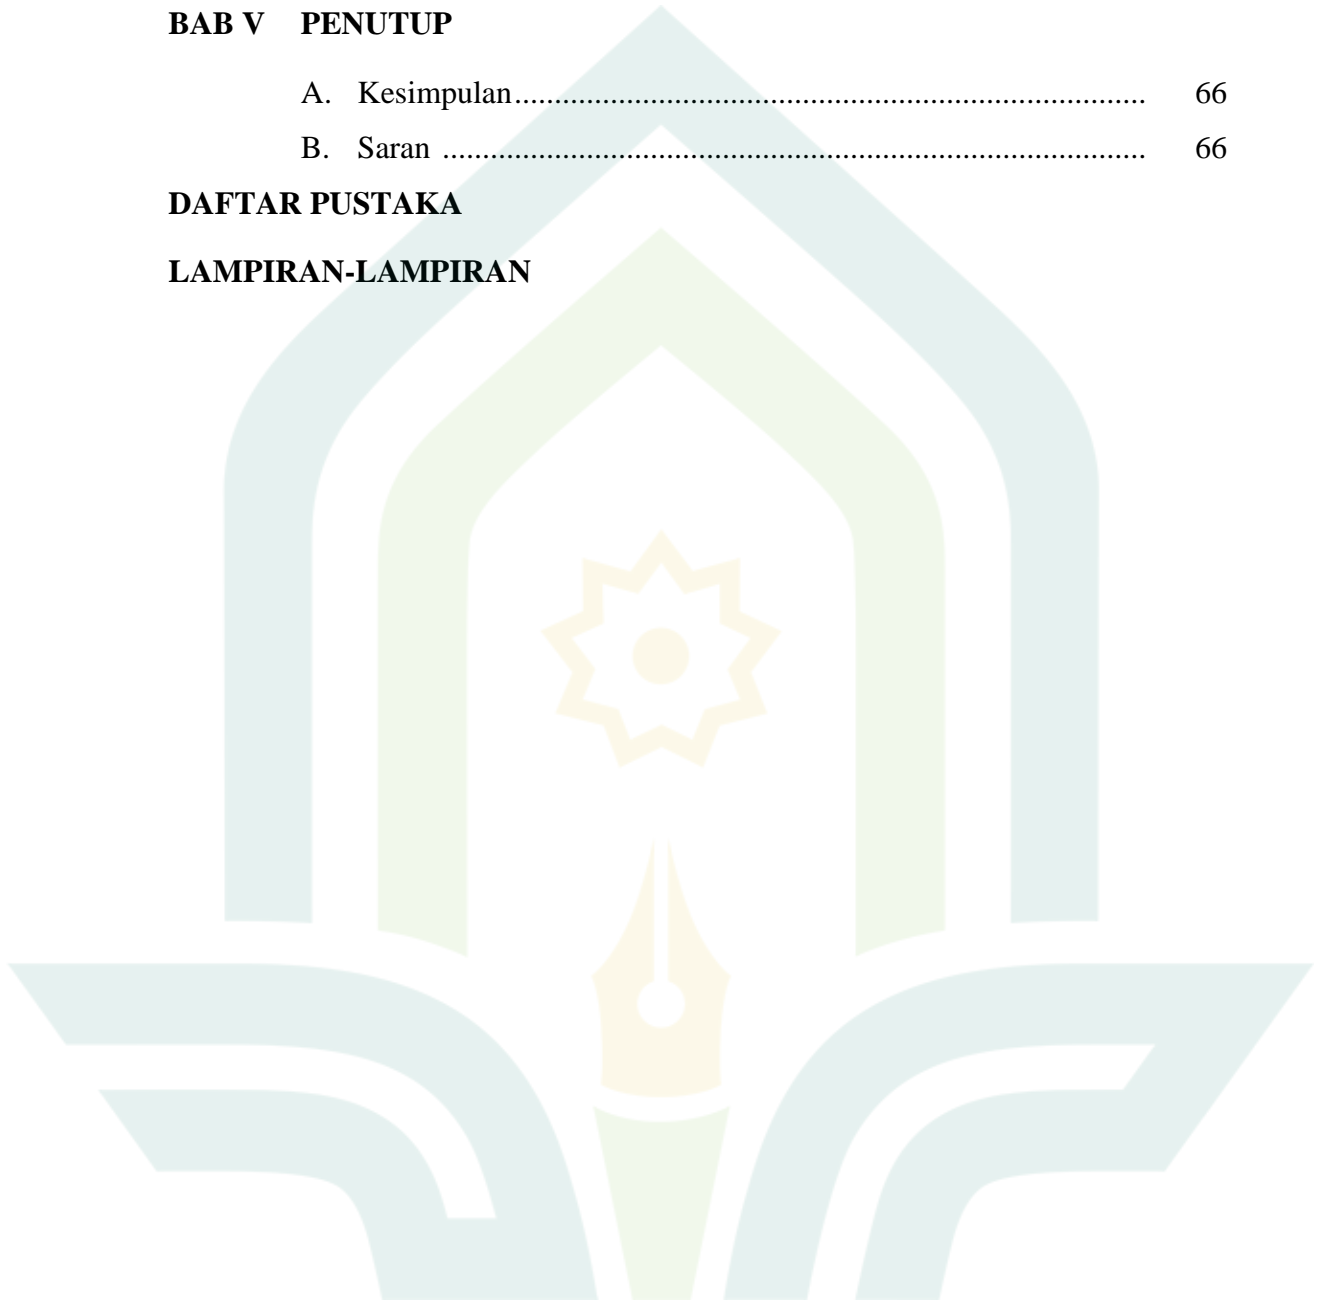 BAB V PENUTUP
A. Kesimpulan............................................................................... 66
B. Saran ........................................................................................ 66
DAFTAR PUSTAKA
LAMPIRAN-LAMPIRAN